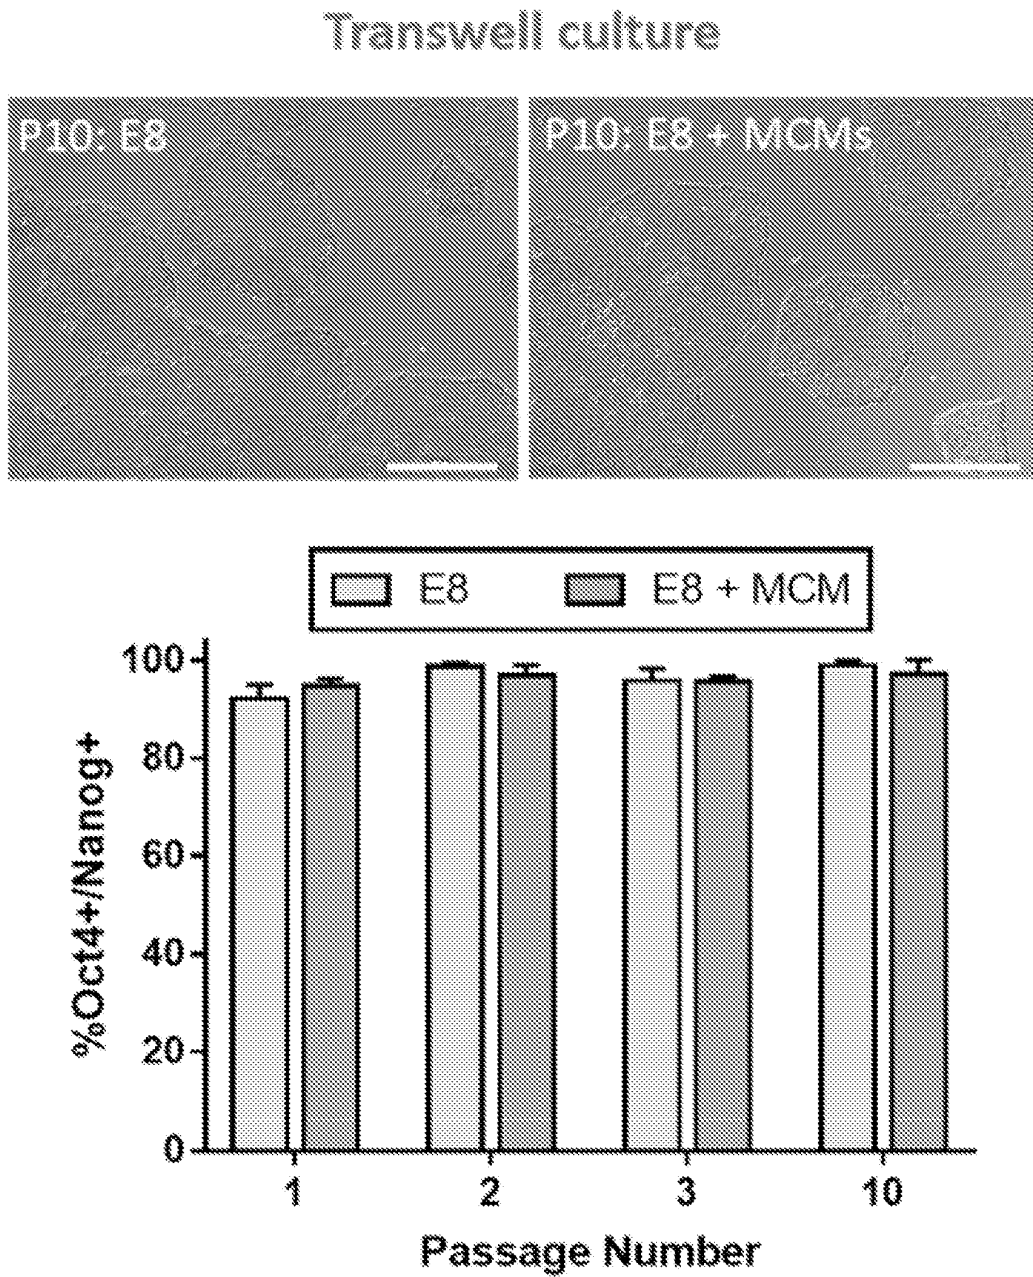 Transwell culture
P10: E8
P10: E8 + MCMs
E8
E8 + MCM
%Oct4+/Nanog+
100
80
60
40
20
0
1 2 3 10
Passage Number